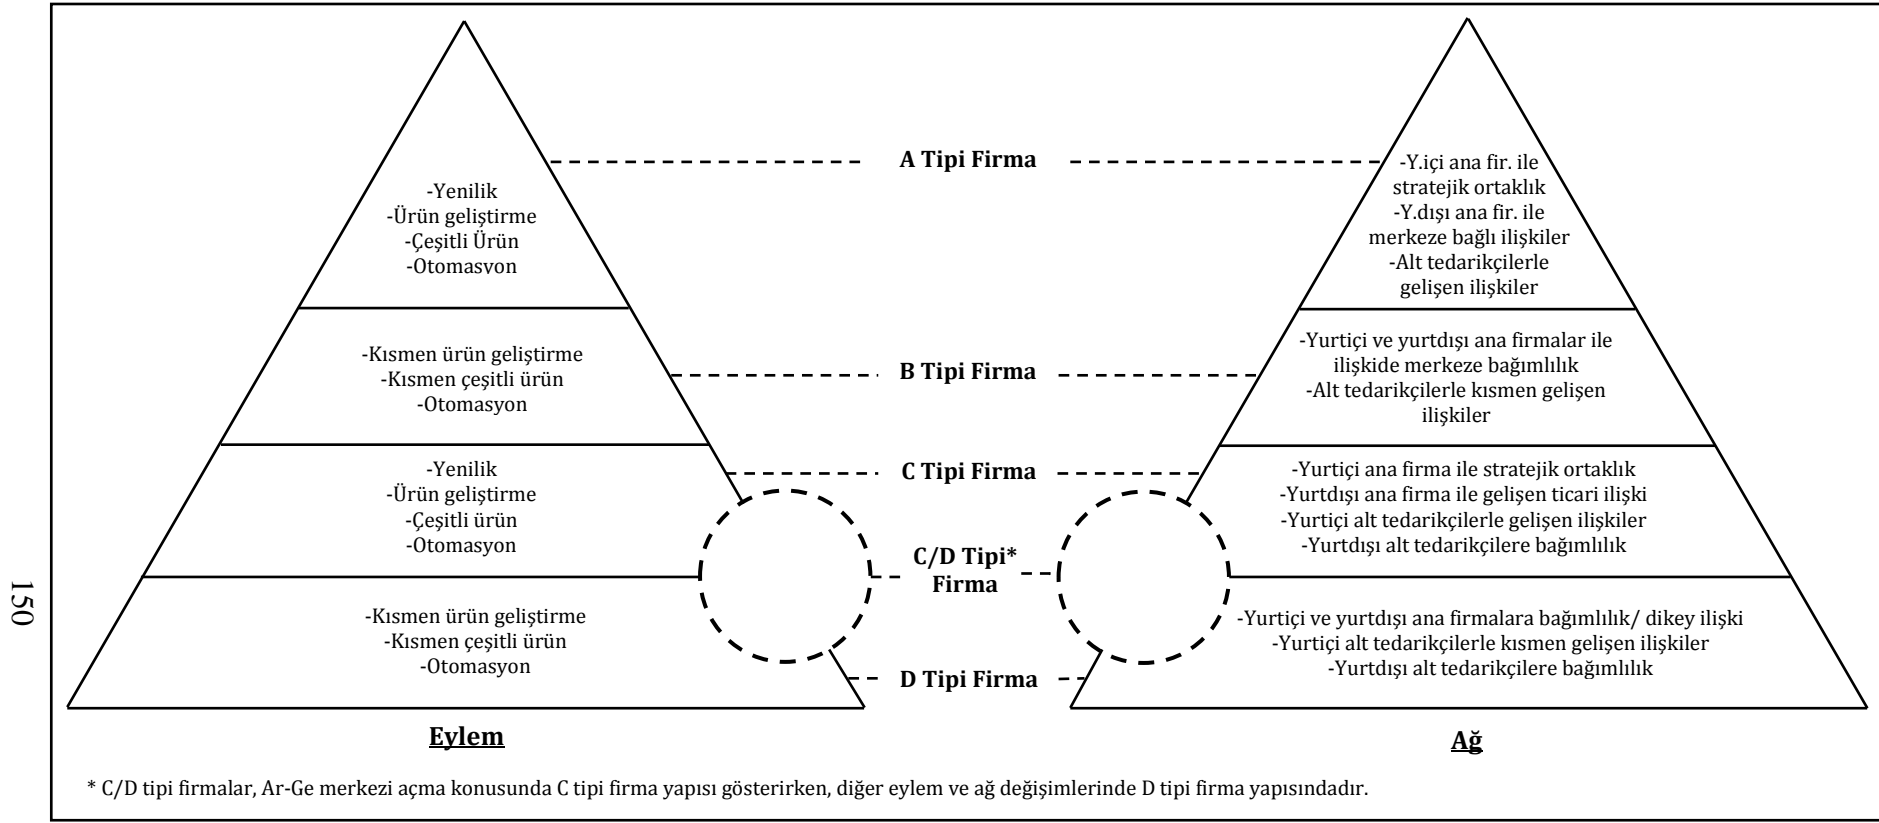 A Tipi Firma
-Yenilik
-Ürün geliştirme
-Çeşitli Ürün
-Otomasvon
-Y.içi ana fir. ile
stratejik ortaklık
-Y.dışı ana fir. ile
merkeze bağlı ilişkiler
-Alt tedarikçilerle
gelişen ilişkiler
B Tipi Firma
-Kısmen ürün geliştirme
-Kısmen çeşitli ürün
-Otomasyon
-Yurtiçi ve yurtdışı ana firmalar ile
ilişkide merkeze bağımlılık
-Alt tedarikçilerle kısmen gelişen
ilişkiler
C Tipi Firma
-Yenilik
-Ürün geliştirme
-Çeşitli ürün
-Otomasyon
-Yurtiçi ana firma ile stratejik ortaklık
-Yurtdışı ana firma ile gelişen ticari ilişki
-Yurtiçi alt tedarikçilerle gelişen ilişkiler
-Yurtdışı alt tedarikçilere bağımlılık
C/D Tipi*
Firma
-Kısmen ürün geliştirme
-Kısmen çeşitli ürün
-Otomasyon
-Yurtiçi ve yurtdışı ana firmalara bağımlılık/ dikey ilişki
-Yurtiçi alt tedarikçilerle kısmen gelişen ilişkiler
-Yurtdışı alt tedarikçilere bağımlılık
D Tipi Firma
Eylem
Ağ
* C/D tipi firmalar, Ar-Ge merkezi açma konusunda C tipi firma yapısı gösterirken, diğer eylem ve ağ değişimlerinde D tipi firma yapısındadır.
150